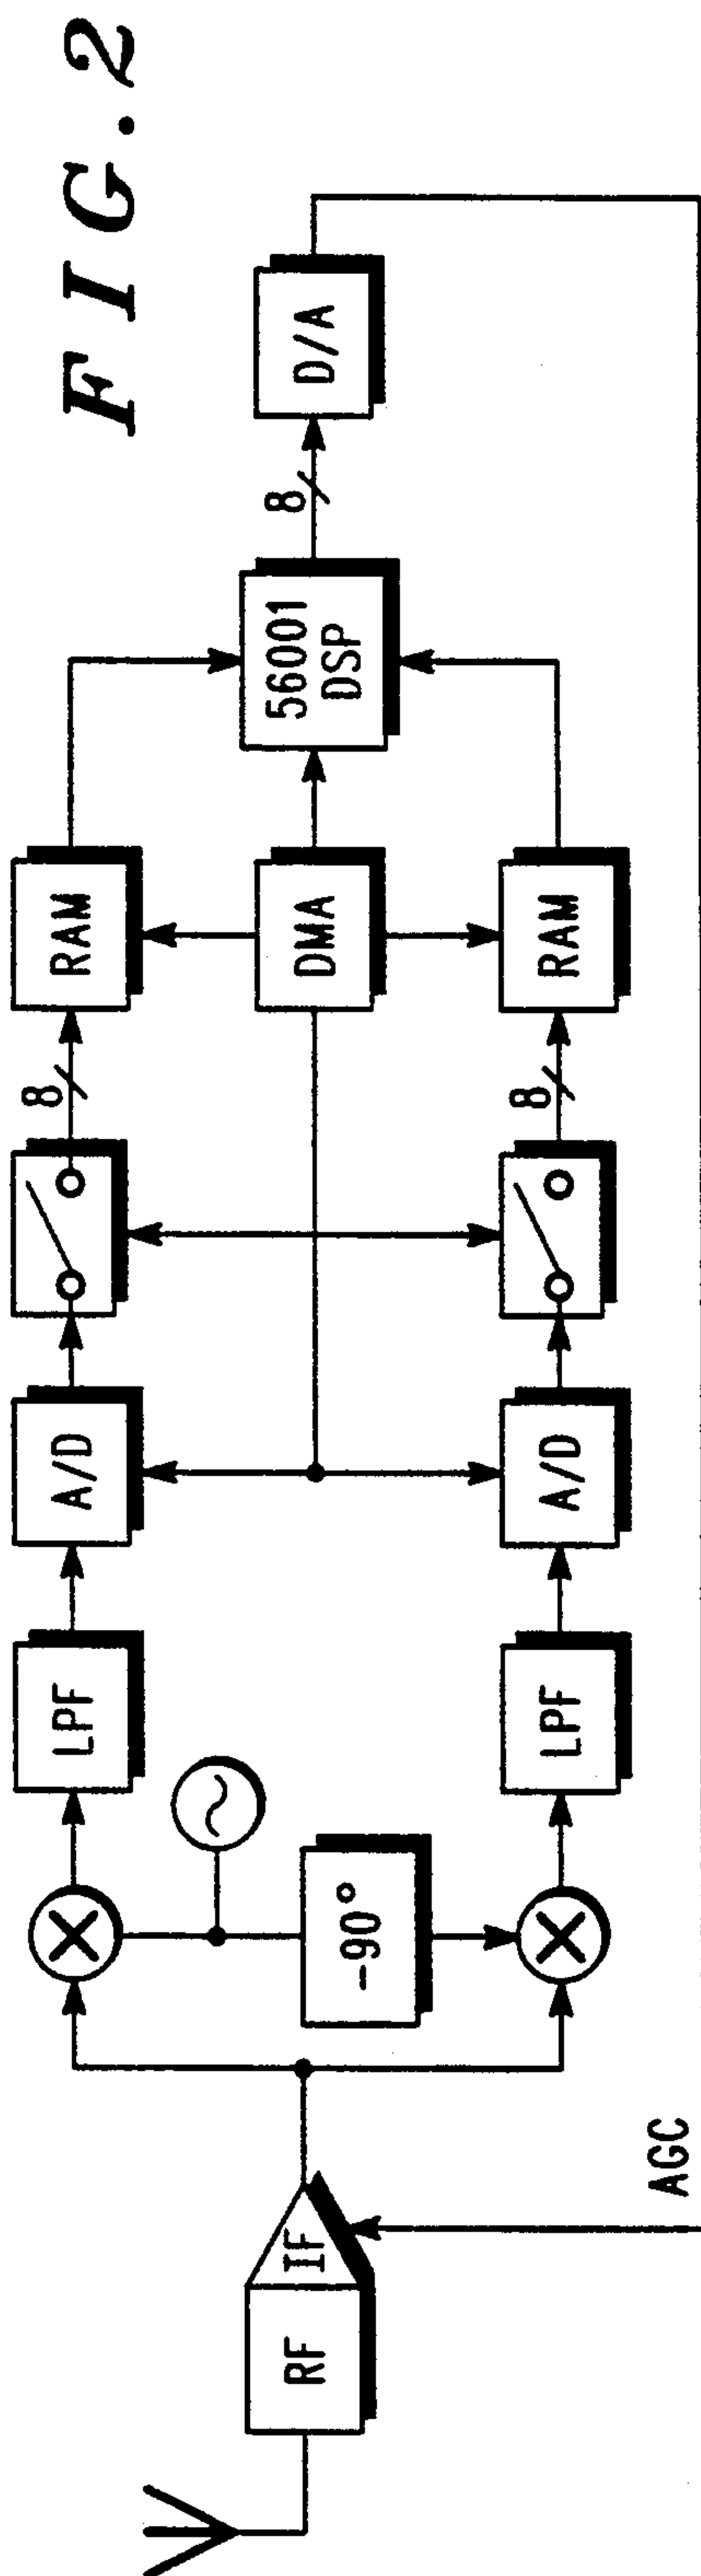 FIG.2
RF
IF
AGC
-90°
LPF
LPF
A/D
A/D
8
8
RAM
DMA
RAM
56001
DSP
8
D/A